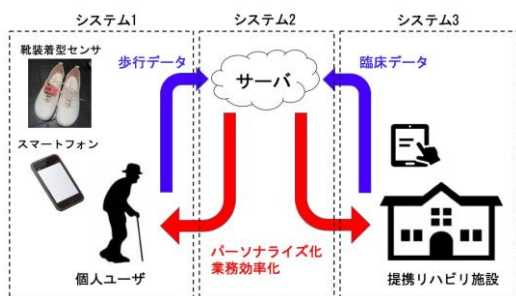 システム1
システム2
システム3
靴装着型センサ
歩行データ
サーバ
臨床データ
スマートフォン
パーソナライズ化
業務効率化
個人ユーザ
提携リハビリ施設